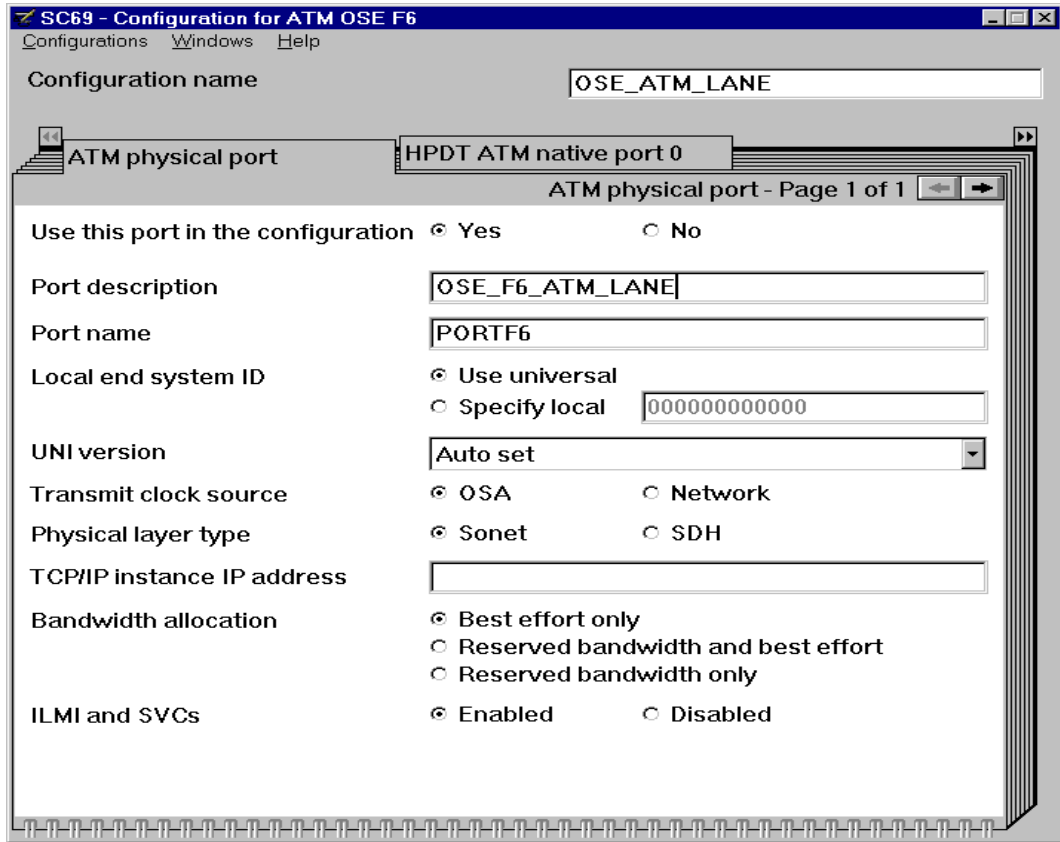 SC69 - Configuration for ATM OSE F6
Configurations Windows Help
Configuration name OSE_ATM_LANE
ATM physical port HPDT ATM native port 0
ATM physical port - Page 1 of 1
Use this port in the configuration Yes No
Port description OSE_F6_ATM_LANE
Port name PORTF6
Local end system ID Use universal
Specify local 000000000000
UNI version Auto set
Transmit clock source OSA Network
Physical layer type Sonet SDH
TCP/IP instance IP address
Bandwidth allocation Best effort only
Reserved bandwidth and best effort
Reserved bandwidth only
ILMI and SVCs Enabled Disabled